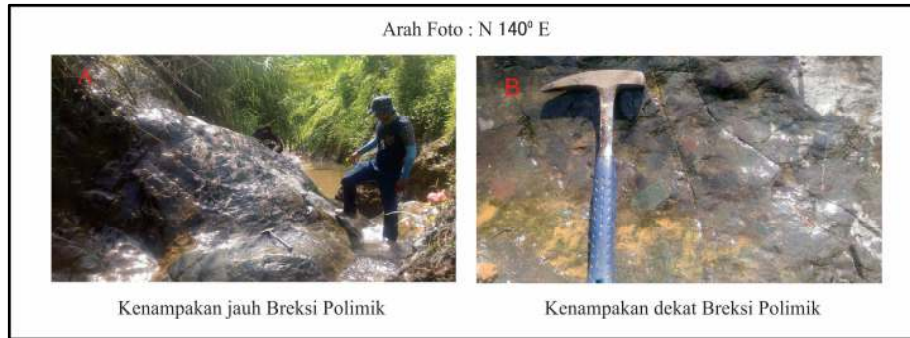 Arah Foto : N 140° E
A
B
Kenampakan jauh Breksi Polimik
Kenampakan dekat Breksi Polimik